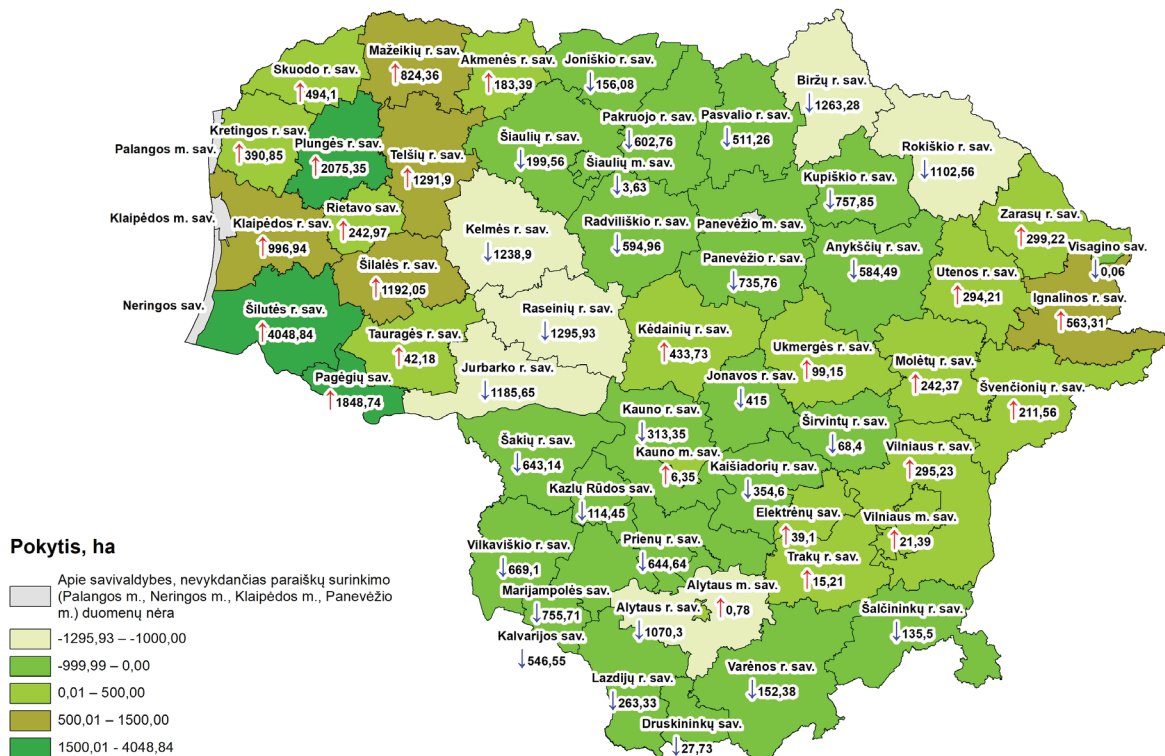 Mažeikių r. sav.
↑824,36
Akmenės r. sav.
↑183,39
Joniškio r. sav.
↓156,08
Skuodo r. sav.
↑494,1
Biržų r. sav.
↓1263,28
Pakruojo r. sav.
↓602,76
Pasvalio r. sav.
↓511,26
Kretingos r. sav.
↑390,85
Šiaulių r. sav.
↓199,56
Palangos m. sav.
Plungės r. sav.
↑2075,35
Telšių r. sav.
↑1291,9
Rokiškio r. sav.
↓1102,56
Šiaulių m. sav.
↓3,63
Kupiškio r. sav.
↓757,85
Rietavo sav.
↑242,97
Klaipėdos m. sav.
Klaipėdos r. sav.
↑996,94
Kelmės r. sav.
↓1238,9
Radviliškio r. sav.
↓594,96
Panevėžio m. sav.
Zarasų r. sav.
↑299,22
Visagino sav.
↓0,06
Anykščių r. sav.
↓584,49
Panevėžio r. sav.
↓735,76
Šilalės r. sav.
↑1192,05
Utenos r. sav.
↑294,21
Ignalinos r. sav.
↑563,31
Neringos sav.
Šilutės r. sav.
↑4048,84
Raseinių r. sav.
↓1295,93
Tauragės r. sav.
↑42,18
Kėdainių r. sav.
↑433,73
Ukmergės r. sav.
↑99,15
Molėtų r. sav.
↑242,37
Jurbarko r. sav.
↓1185,65
Jonavos r. sav.
↓415
Pagėgių sav.
↑1848,74
Švenčionių r. sav.
↑211,56
Kauno r. sav.
↓313,35
Širvintų r. sav.
↓68,4
Šakių r. sav.
↓643,14
Kauno m. sav.
↑6,35
Kaišiadorių r. sav.
↓354,6
Vilniaus r. sav.
↑295,23
Kazlų Rūdos sav.
↓114,45
Elektrėnų sav.
↑39,1
Vilniaus m. sav.
↑21,39
Vilkaviškio r. sav.
↓669,1
Prienų r. sav.
↓644,64
Trakų r. sav.
↑15,21
Marijampolės sav.
↓755,71
Alytaus m. sav.
↑0,78
Alytaus r. sav.
↓1070,3
Šalčininkų r. sav.
↓135,5
Kalvarijos sav.
↓546,55
Lazdijų r. sav.
↓263,33
Varėnos r. sav.
↓152,38
Druskininkų sav.
↓27,73
Pokytis, ha
Apie savivaldybes, nevykdančias paraiškų surinkimo
(Palangos m., Neringos m., Klaipėdos m., Panevėžio
m.) duomenų nėra
-1295,93 – -1000,00
-999,99 – 0,00
0,01 – 500,00
500,01 – 1500,00
1500,01 - 4048,84